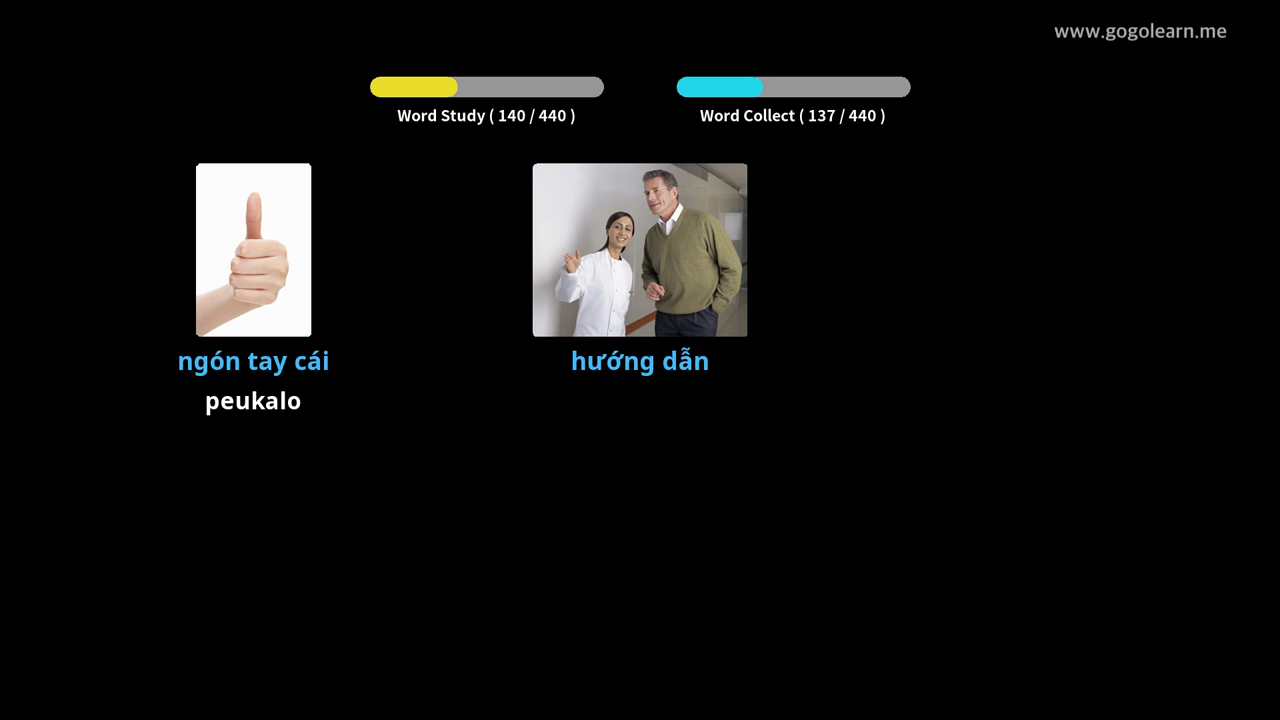 www.gogolearn.me
Word Study ( 140 / 440 )
Word Collect ( 137 / 440 )
ngón tay cái
hướng dẫn
peukalo